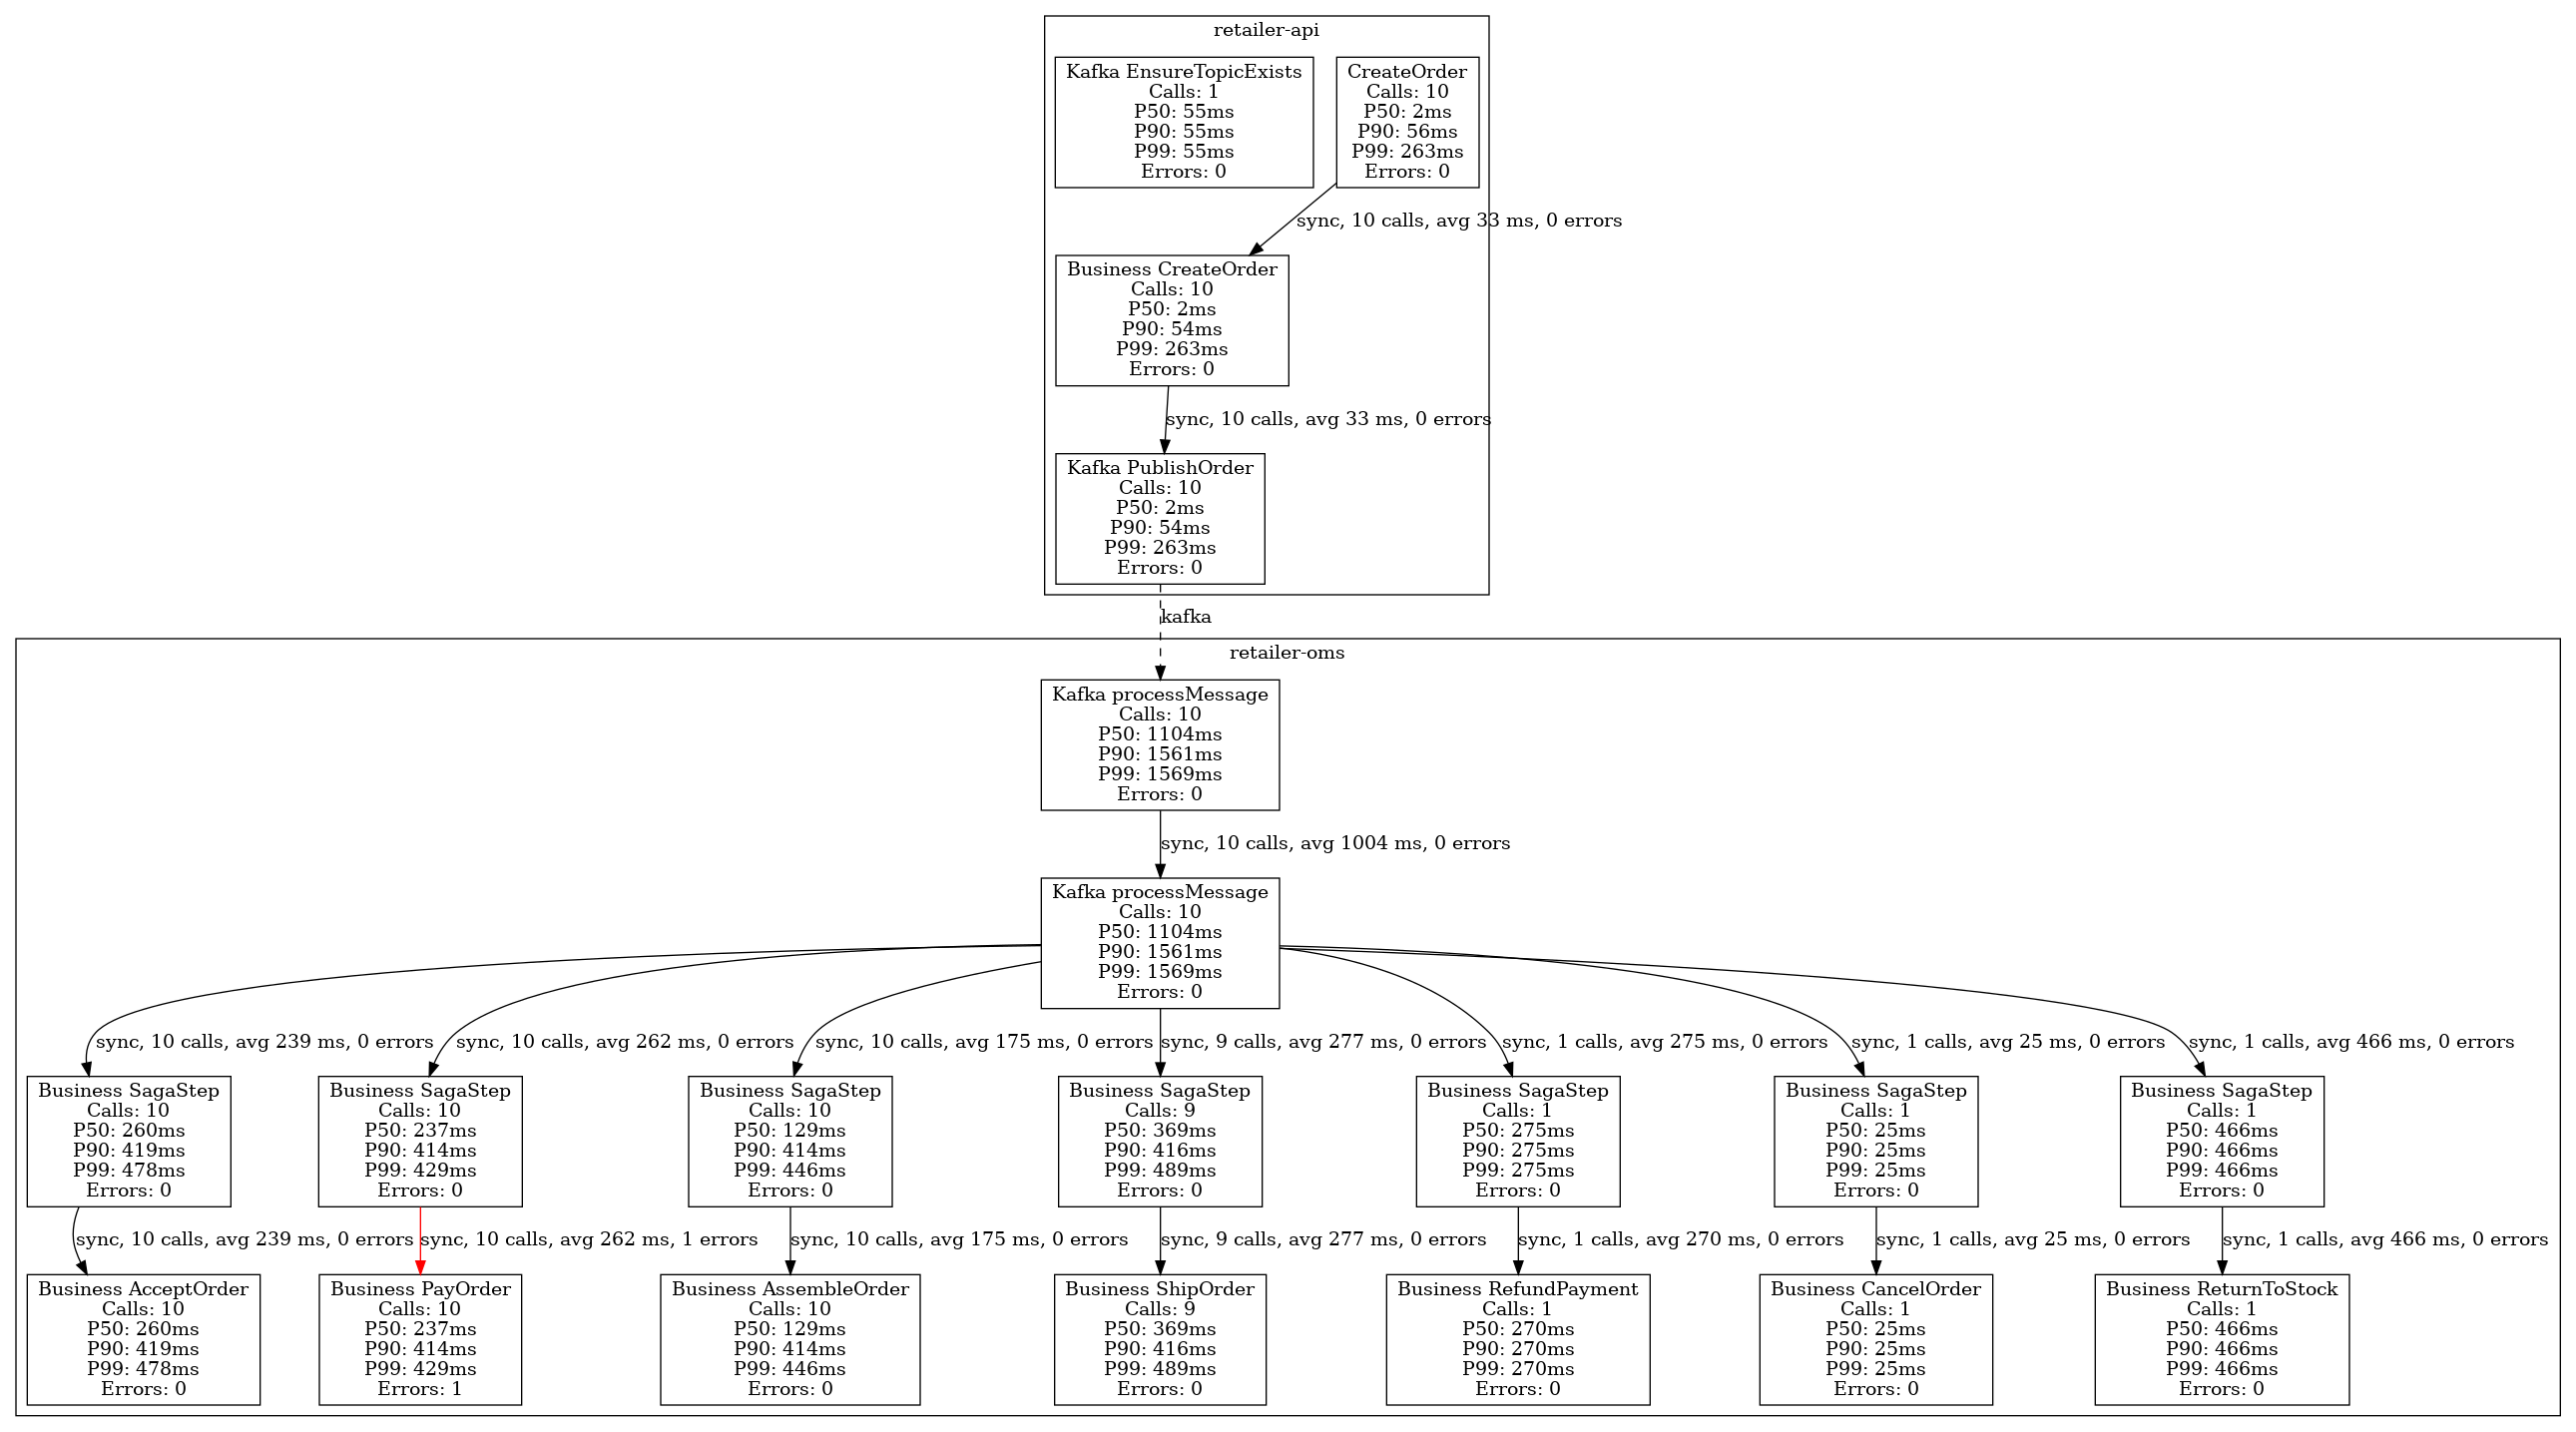 retailer-api
Kafka EnsureTopicExists
Calls: 1
P50: 55ms
P90: 55ms
P99: 55ms
Errors: 0
CreateOrder
Calls: 10
P50: 2ms
P90: 56ms
P99: 263ms
Errors: 0
sync, 10 calls, avg 33 ms, 0 errors
Business CreateOrder
Calls: 10
P50: 2ms
P90: 54ms
P99: 263ms
Errors: 0
sync, 10 calls, avg 33 ms, 0 errors
Kafka PublishOrder
Calls: 10
P50: 2ms
P90: 54ms
P99: 263ms
Errors: 0
kafka
retailer-oms
Kafka processMessage
Calls: 10
P50: 1104ms
P90: 1561ms
P99: 1569ms
Errors: 0
sync, 10 calls, avg 1004 ms, 0 errors
Kafka processMessage
Calls: 10
P50: 1104ms
P90: 1561ms
P99: 1569ms
Errors: 0
sync, 10 calls, avg 239 ms, 0 errors
sync, 10 calls, avg 262 ms, 0 errors
sync, 10 calls, avg 175 ms, 0 errors
sync, 9 calls, avg 277 ms, 0 errors
sync, 1 calls, avg 275 ms, 0 errors
sync, 1 calls, avg 25 ms, 0 errors
sync, 1 calls, avg 466 ms, 0 errors
Business SagaStep
Calls: 10
P50: 260ms
P90: 419ms
P99: 478ms
Errors: 0
Business SagaStep
Calls: 10
P50: 237ms
P90: 414ms
P99: 429ms
Errors: 0
Business SagaStep
Calls: 10
P50: 129ms
P90: 414ms
P99: 446ms
Errors: 0
Business SagaStep
Calls: 9
P50: 369ms
P90: 416ms
P99: 489ms
Errors: 0
Business SagaStep
Calls: 1
P50: 275ms
P90: 275ms
P99: 275ms
Errors: 0
Business SagaStep
Calls: 1
P50: 25ms
P90: 25ms
P99: 25ms
Errors: 0
Business SagaStep
Calls: 1
P50: 466ms
P90: 466ms
P99: 466ms
Errors: 0
sync, 10 calls, avg 239 ms, 0 errors
sync, 10 calls, avg 262 ms, 1 errors
sync, 10 calls, avg 175 ms, 0 errors
sync, 9 calls, avg 277 ms, 0 errors
sync, 1 calls, avg 270 ms, 0 errors
sync, 1 calls, avg 25 ms, 0 errors
sync, 1 calls, avg 466 ms, 0 errors
Business AcceptOrder
Calls: 10
P50: 260ms
P90: 419ms
P99: 478ms
Errors: 0
Business PayOrder
Calls: 10
P50: 237ms
P90: 414ms
P99: 429ms
Errors: 1
Business AssembleOrder
Calls: 10
P50: 129ms
P90: 414ms
P99: 446ms
Errors: 0
Business ShipOrder
Calls: 9
P50: 369ms
P90: 416ms
P99: 489ms
Errors: 0
Business RefundPayment
Calls: 1
P50: 270ms
P90: 270ms
P99: 270ms
Errors: 0
Business CancelOrder
Calls: 1
P50: 25ms
P90: 25ms
P99: 25ms
Errors: 0
Business ReturnToStock
Calls: 1
P50: 466ms
P90: 466ms
P99: 466ms
Errors: 0